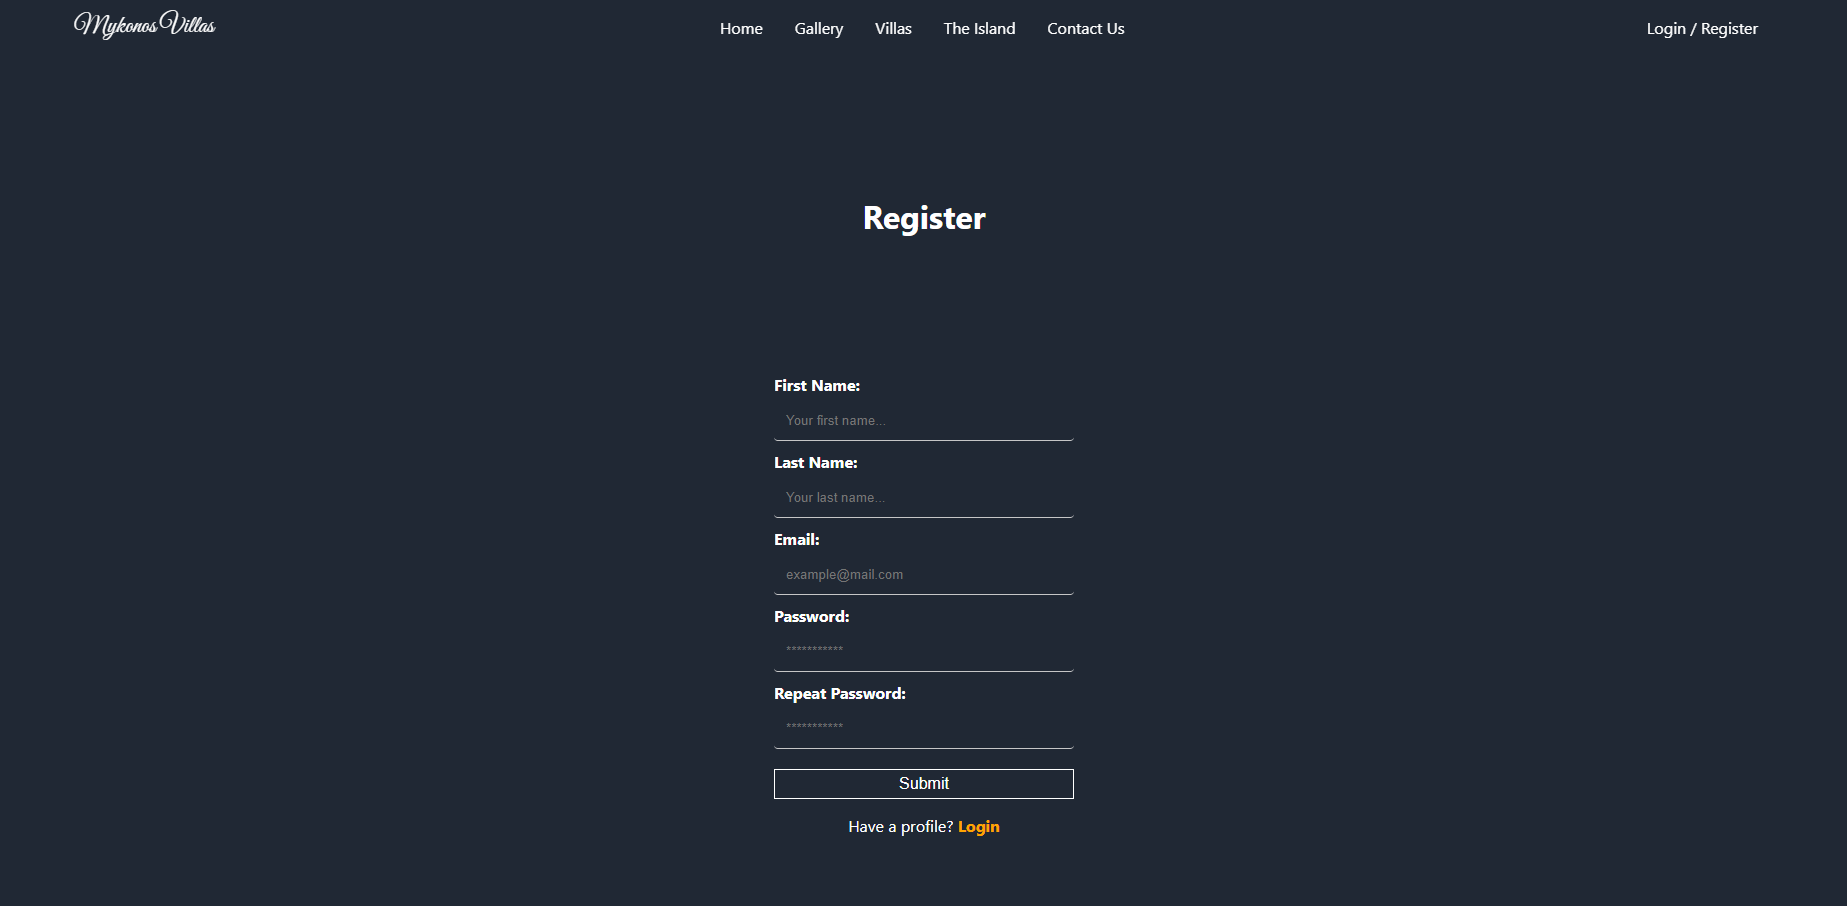 Mykonos Villas
Home Gallery Villas The Island Contact Us
Login / Register
Register
First Name:
Your first name...
Last Name:
Your last name...
Email:
example@mail.com
Password:
***********
Repeat Password:
***********
Submit
Have a profile? Login